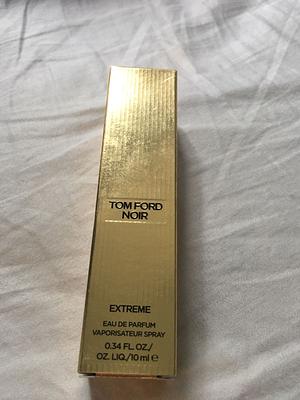 TOM FORD
NOIR
EXTREME
EAU DE PARFUM
VAPORISATEUR SPRAY
0.34 FL. OZ./
OZ. LIQ./10 ml ℮